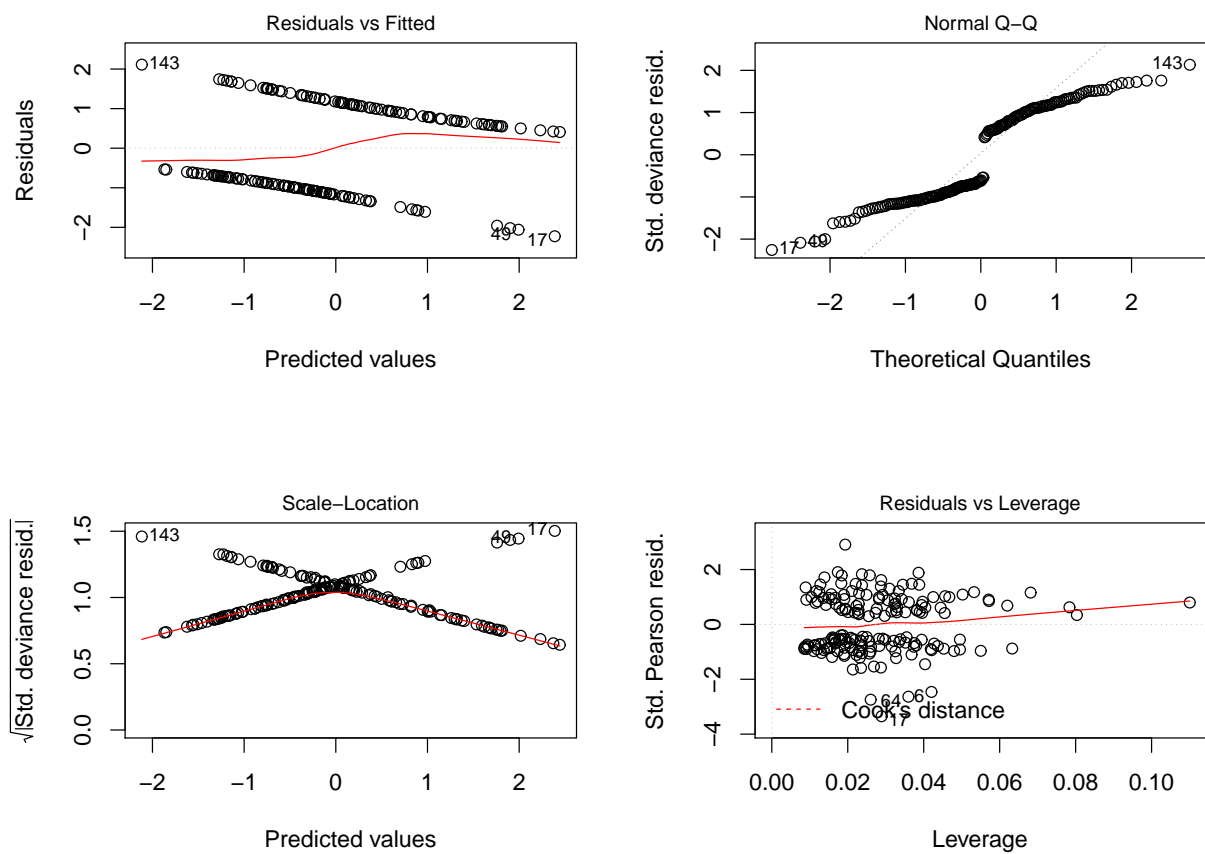 Residuals vs Fitted
Residuals
2
1
0
−2
143
49
17
−2 −1 0 1 2
Predicted values
Normal Q−Q
Std. deviance resid.
2
1
0
−1
−2
143
17
49
−2 −1 0 1 2
Theoretical Quantiles
Scale−Location
√|Std. deviance resid.|
1.5
1.0
0.5
0.0
143
49
17
−2 −1 0 1 2
Predicted values
Residuals vs Leverage
Std. Pearson resid.
2
0
−2
−4
64
6
17
Cook's distance
0.00 0.02 0.04 0.06 0.08 0.10
Leverage